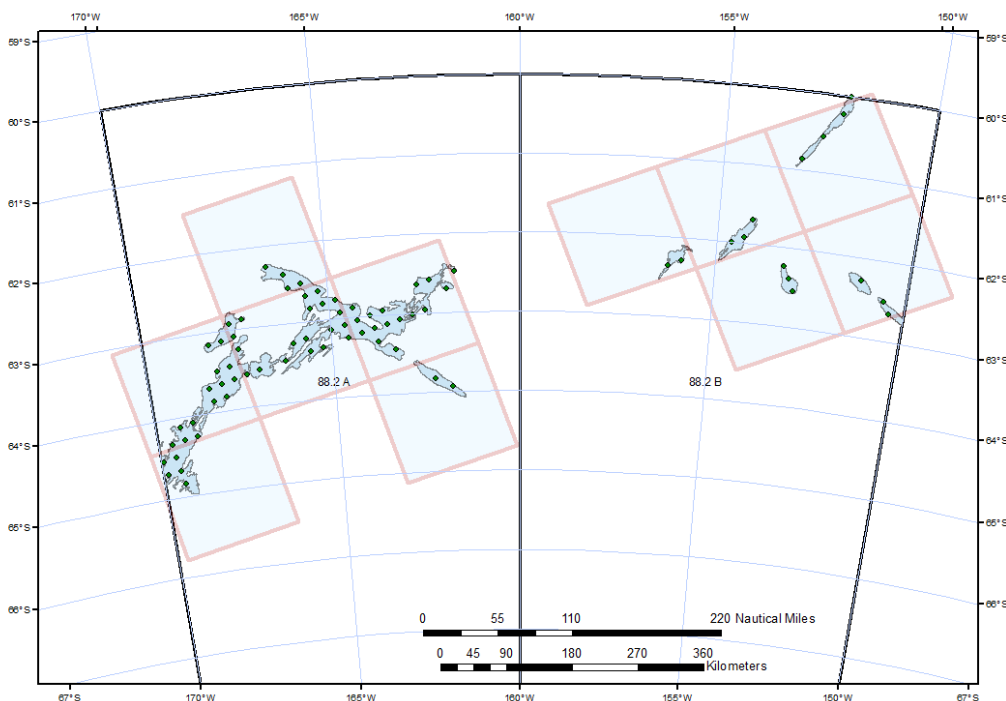 170°W 165°W 160°W 155°W 150°W
59°S 59°S
60°S 60°S
61°S 61°S
62°S 62°S
63°S 63°S
88.2 A 88.2 B
64°S 64°S
65°S 65°S
66°S 66°S
0 55 110 220 Nautical Miles
0 45 90 180 270 360
Kilometers
67°S 170°W 165°W 160°W 155°W 150°W 67°S